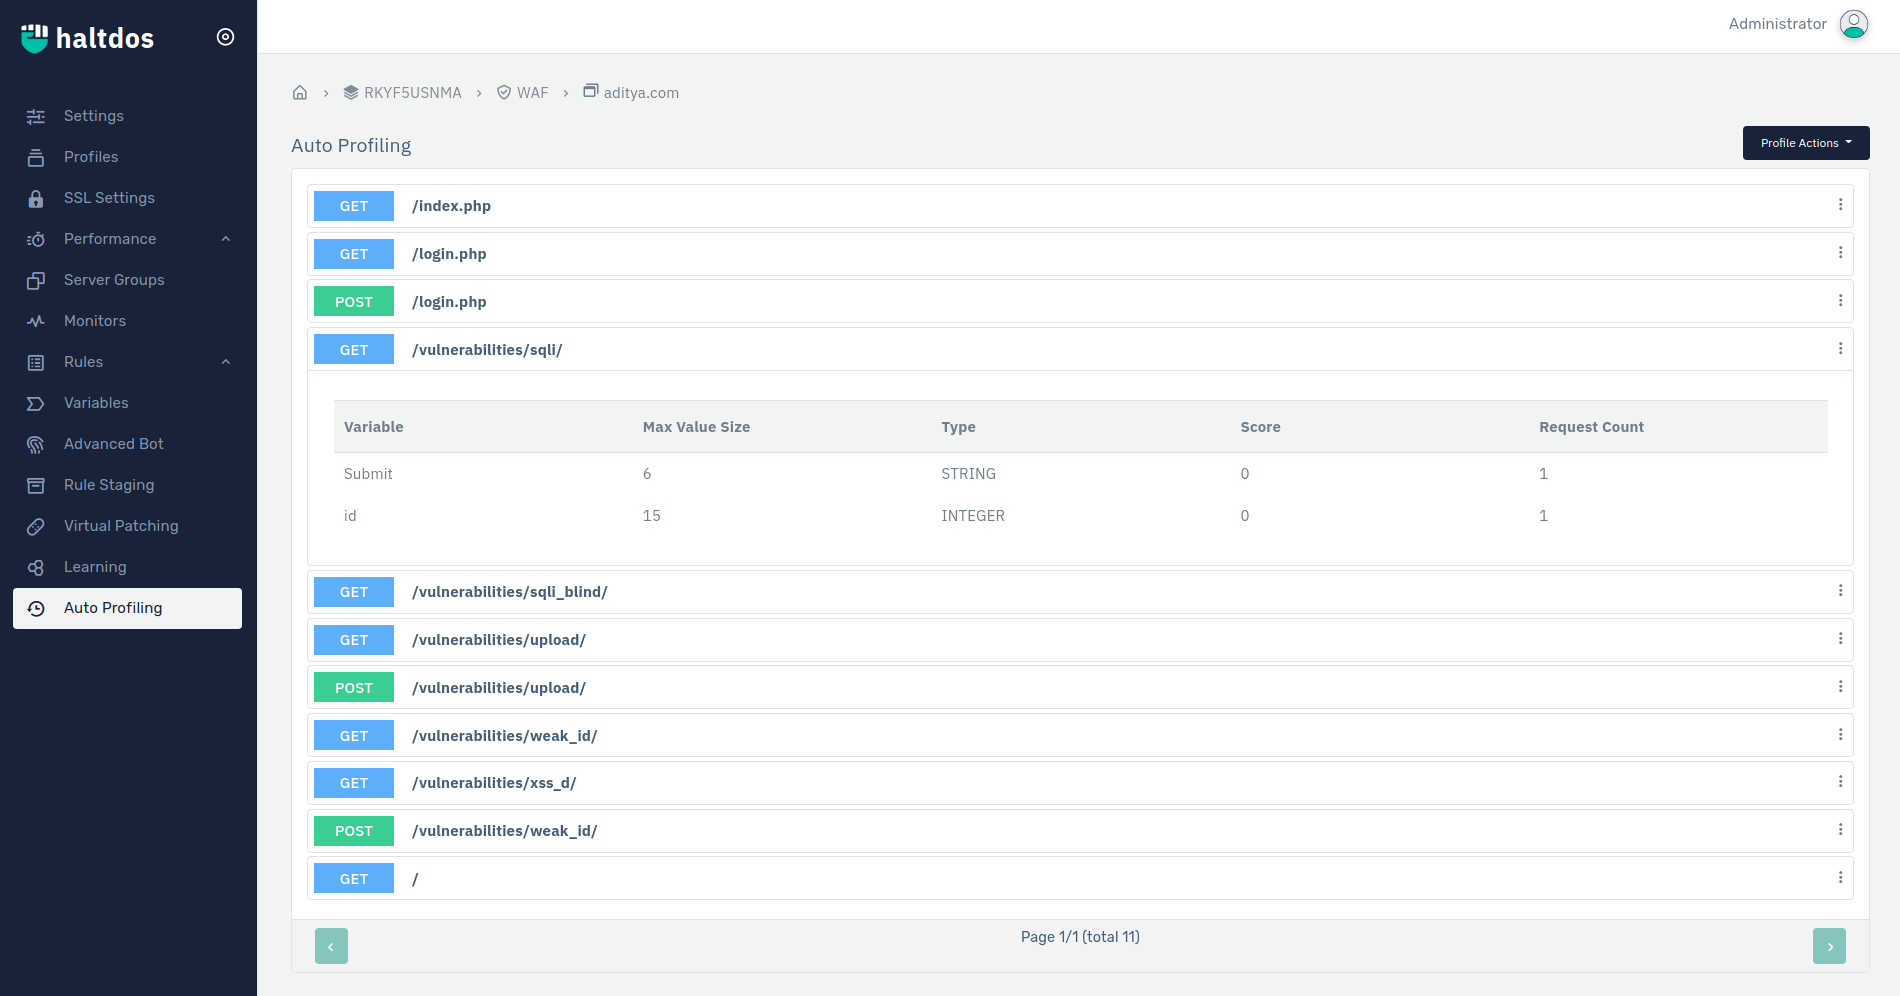 haltdos
Administrator
Settings
Profiles
SSL Settings
Performance
Server Groups
Monitors
Rules
Variables
Advanced Bot
Rule Staging
Virtual Patching
Learning
Auto Profiling
RKYF5USNMA WAF aditya.com
Auto Profiling
Profile Actions
GET /index.php
GET /login.php
POST /login.php
GET /vulnerabilities/sqli/
Variable Max Value Size Type Score Request Count
Submit 6 STRING 0 1
id 15 INTEGER 0 1
GET /vulnerabilities/sqli_blind/
GET /vulnerabilities/upload/
POST /vulnerabilities/upload/
GET /vulnerabilities/weak_id/
GET /vulnerabilities/xss_d/
POST /vulnerabilities/weak_id/
GET /
Page 1/1 (total 11)